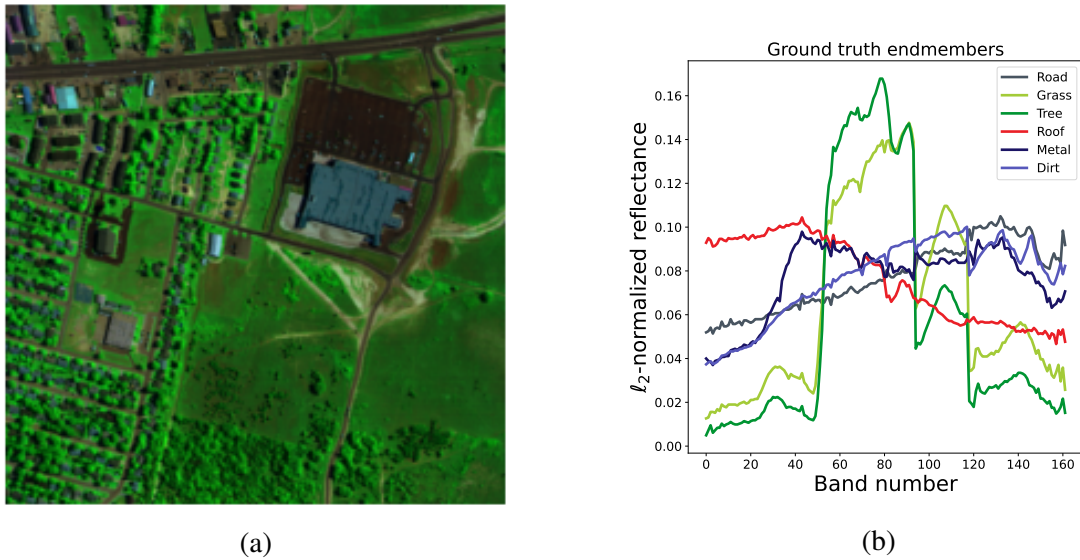 (a)
Ground truth endmembers
ℓ₂-normalized reflectance
0.16
0.14
0.12
0.10
0.08
0.06
0.04
0.02
0.00
Road
Grass
Tree
Roof
Metal
Dirt
0 20 40 60 80 100 120 140 160
Band number
(b)